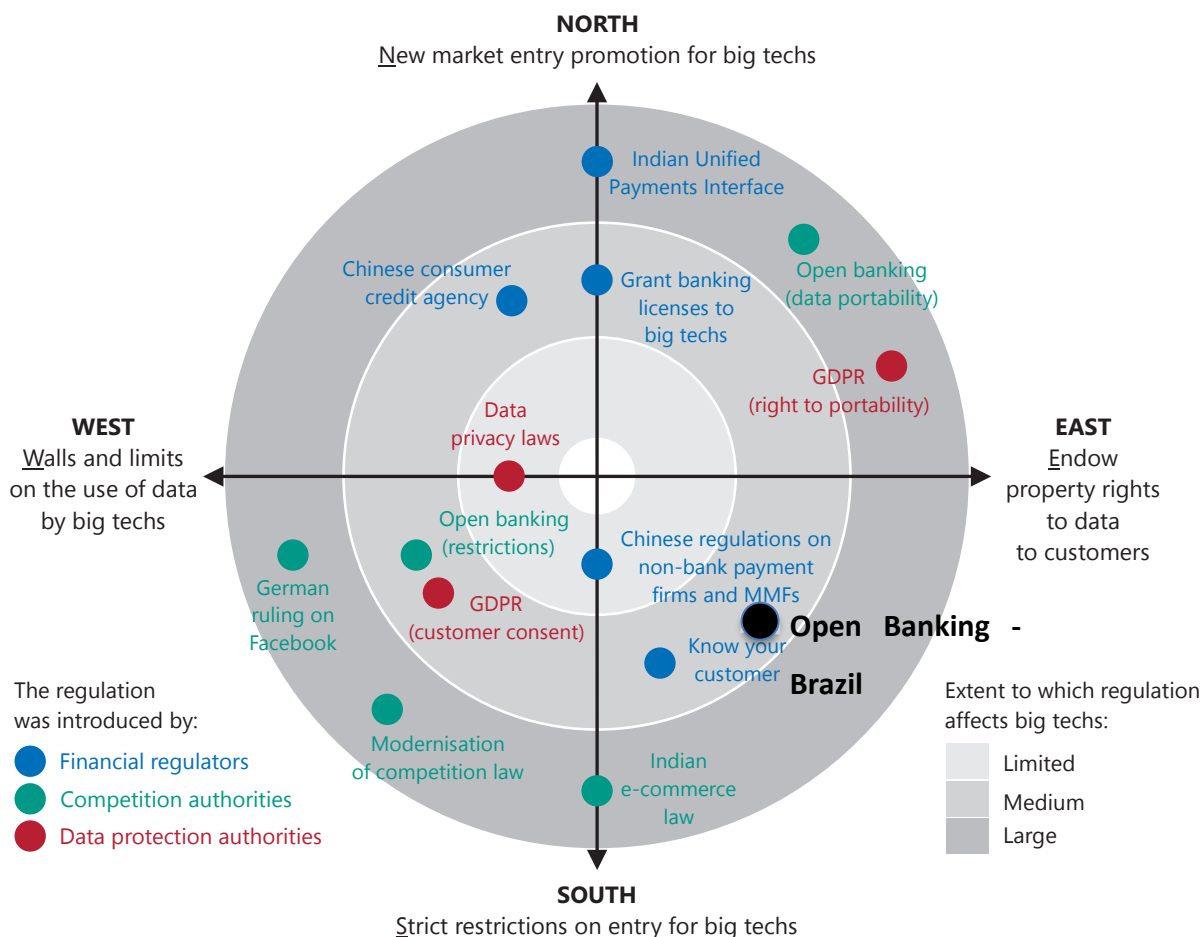 NORTH
New market entry promotion for big techs
Indian Unified
Payments Interface
Chinese consumer
credit agency
Grant banking
licenses to
big techs
Open banking
(data portability)
GDPR
(right to portability)
Data
privacy laws
WEST
Walls and limits
on the use of data
by big techs
EAST
Endow
property rights
to data
to customers
Open banking
(restrictions)
Chinese regulations on
non-bank payment
firms and MMFs
German
ruling on
Facebook
GDPR
(customer consent)
Open Banking -
Brazil
Know your
customer
Modernisation
of competition law
Indian
e-commerce
law
The regulation
was introduced by:
Financial regulators
Competition authorities
Data protection authorities
Extent to which regulation
affects big techs:
Limited
Medium
Large
SOUTH
Strict restrictions on entry for big techs